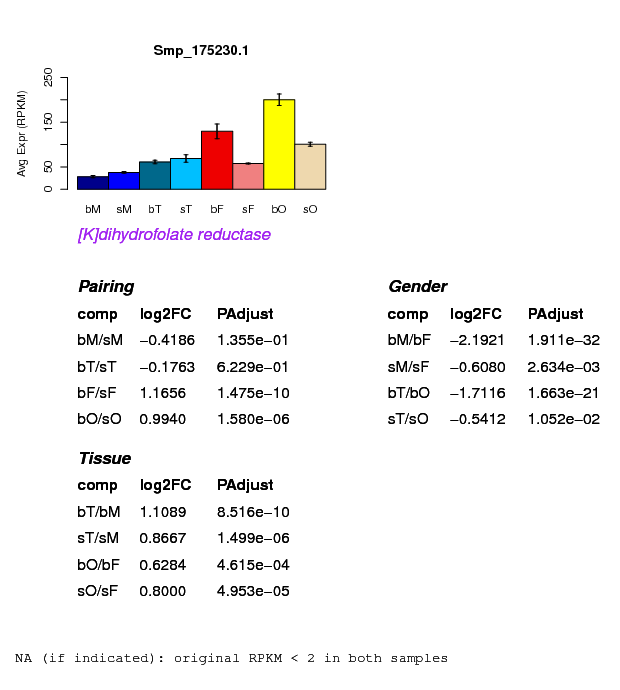 Smp_175230.1
Avg Expr (RPKM)
250
150
50
0
bM sM bT sT bF sF bO sO
[K]dihydrofolate reductase
Pairing
comp log2FC PAdjust
bM/sM −0.4186 1.355e−01
bT/sT −0.1763 6.229e−01
bF/sF 1.1656 1.475e−10
bO/sO 0.9940 1.580e−06
Gender
comp log2FC PAdjust
bM/bF −2.1921 1.911e−32
sM/sF −0.6080 2.634e−03
bT/bO −1.7116 1.663e−21
sT/sO −0.5412 1.052e−02
Tissue
comp log2FC PAdjust
bT/bM 1.1089 8.516e−10
sT/sM 0.8667 1.499e−06
bO/bF 0.6284 4.615e−04
sO/sF 0.8000 4.953e−05
NA (if indicated): original RPKM < 2 in both samples